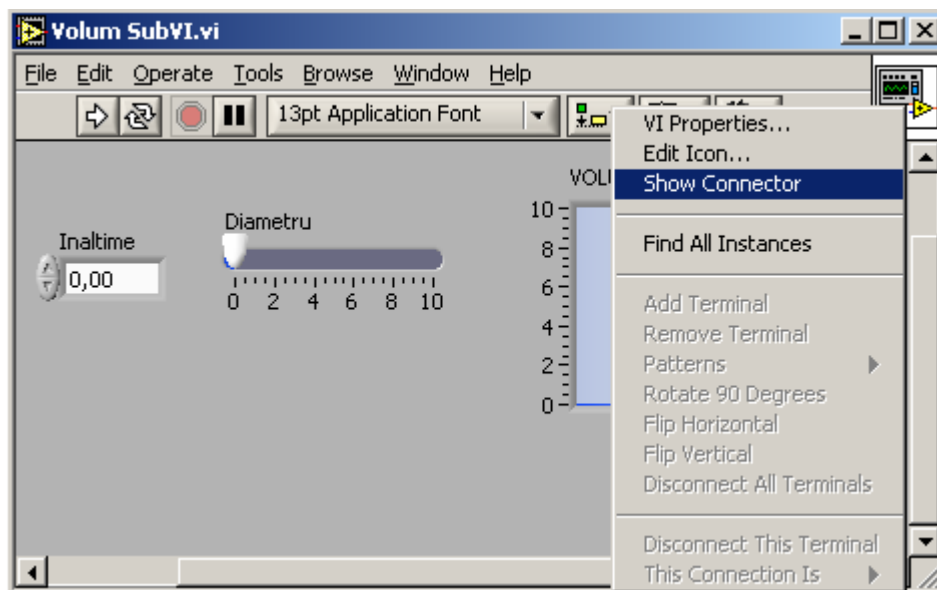 Volum SubVI.vi
File Edit Operate Tools Browse Window Help
13pt Application Font
VI Properties...
Edit Icon...
Show Connector
Find All Instances
Add Terminal
Remove Terminal
Patterns
Rotate 90 Degrees
Flip Horizontal
Flip Vertical
Disconnect All Terminals
Disconnect This Terminal
This Connection Is
Inaltime
0,00
Diametru
0 2 4 6 8 10
10
8
6
4
2
0